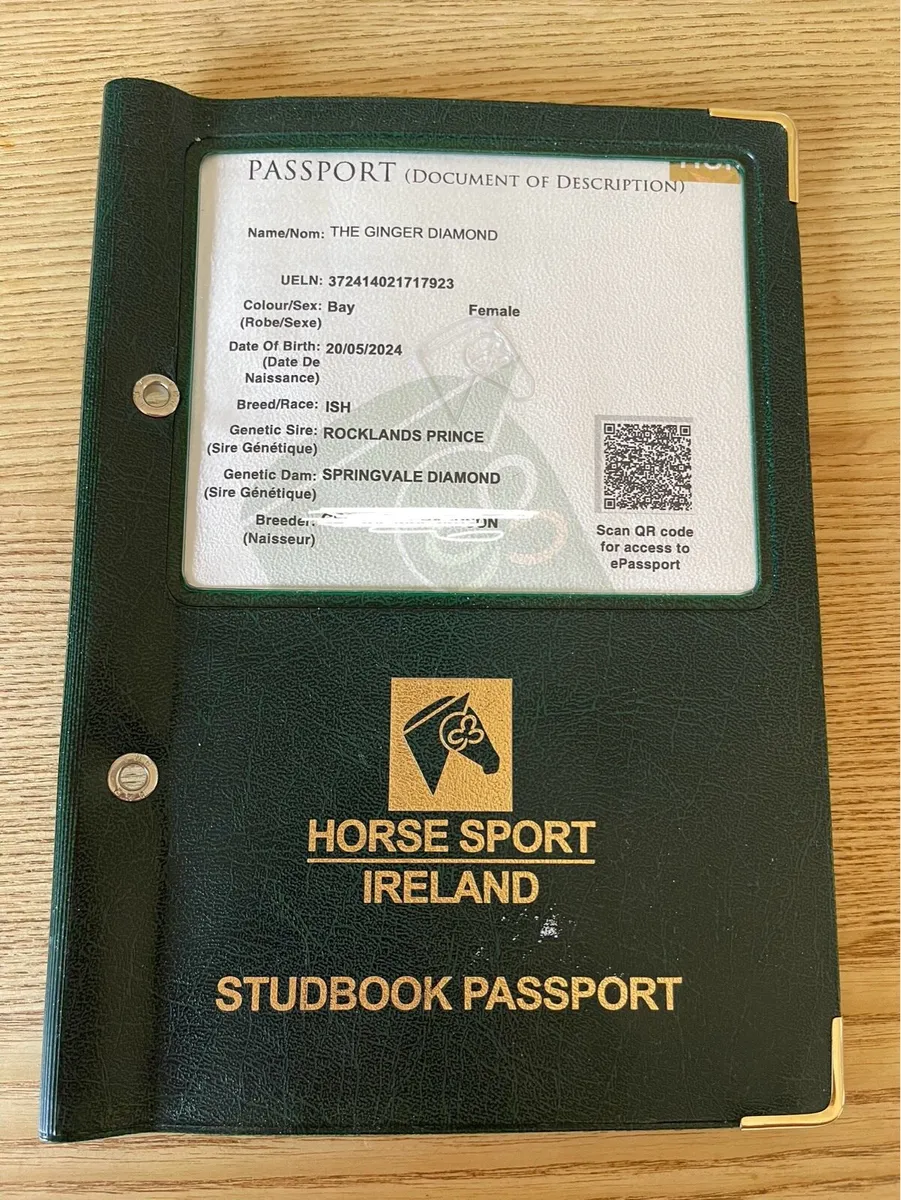 PASSPORT (DOCUMENT OF DESCRIPTION)
Name/Nom: THE GINGER DIAMOND
UELN: 372414021717923
Colour/Sex: Bay Female
(Robe/Sexe)
Date Of Birth: 20/05/2024
(Date De
Naissance)
Breed/Race: ISH
Genetic Sire: ROCKLANDS PRINCE
(Sire Génétique)
Genetic Dam: SPRINGVALE DIAMOND
(Sire Génétique)
Breeder:
(Naisseur)
Scan QR code
for access to
ePassport
HORSE SPORT
IRELAND
STUDBOOK PASSPORT